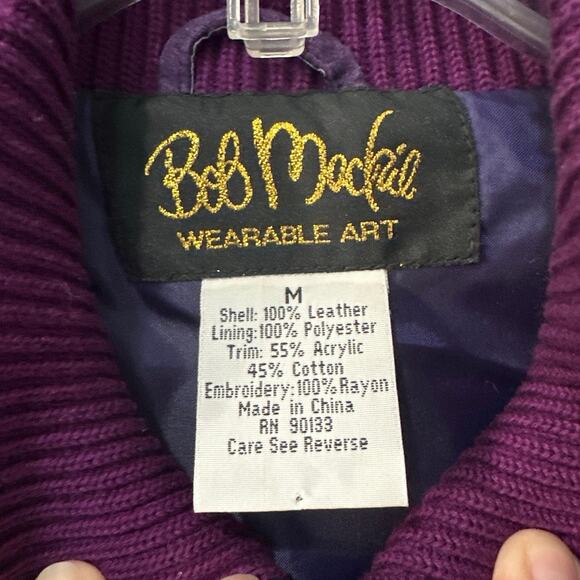 Bob Mackie
WEARABLE ART
M
Shell: 100% Leather
Lining:100% Polyester
Trim: 55% Acrylic
45% Cotton
Embroidery:100%Rayon
Made in China
RN 90133
Care See Reverse